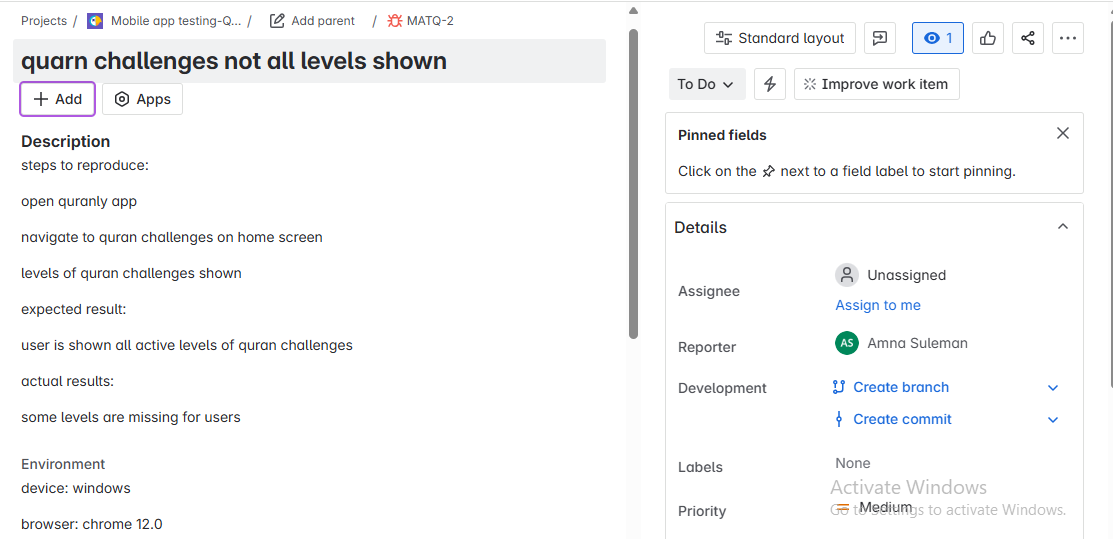 Projects / Mobile app testing-Q... / Add parent / MATQ-2
quarn challenges not all levels shown
Add Apps
Description
steps to reproduce:
open quranly app
navigate to quran challenges on home screen
levels of quran challenges shown
expected result:
user is shown all active levels of quran challenges
actual results:
some levels are missing for users
Environment
device: windows
browser: chrome 12.0
Standard layout 1
To Do Improve work item
Pinned fields
Click on the next to a field label to start pinning.
Details
Assignee
Unassigned
Assign to me
Reporter AS Amna Suleman
Development Create branch
Create commit
Labels None
Activate Windows
Priority Medium
Go to Settings to activate Windows.